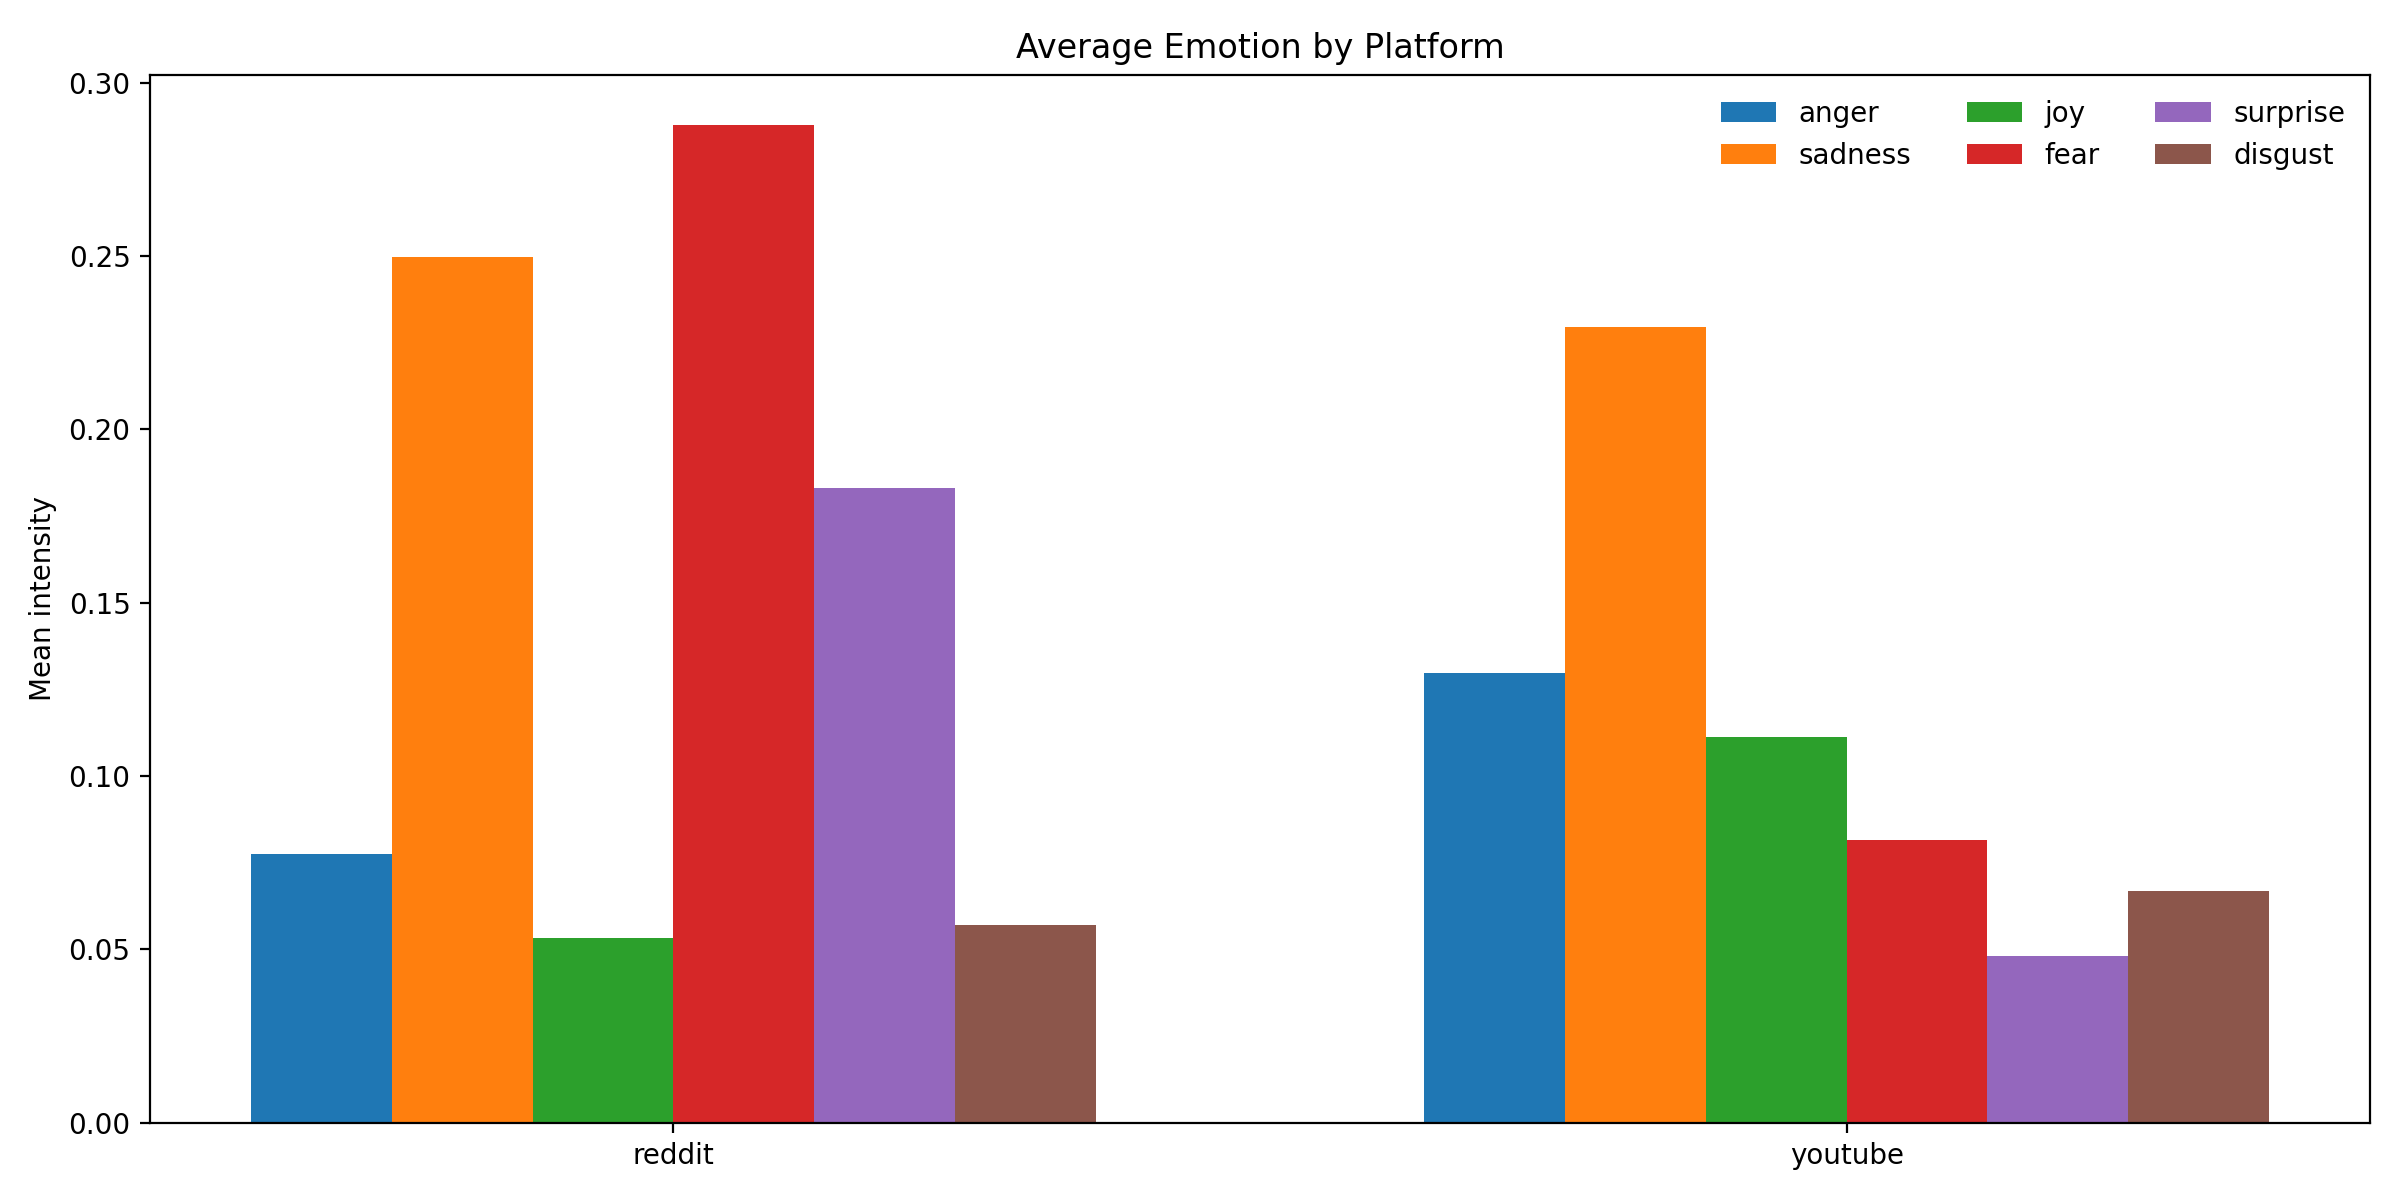 Average Emotion by Platform
0.30
0.25
0.20
0.15
0.10
0.05
0.00
Mean intensity
anger
sadness
joy
fear
surprise
disgust
reddit
youtube